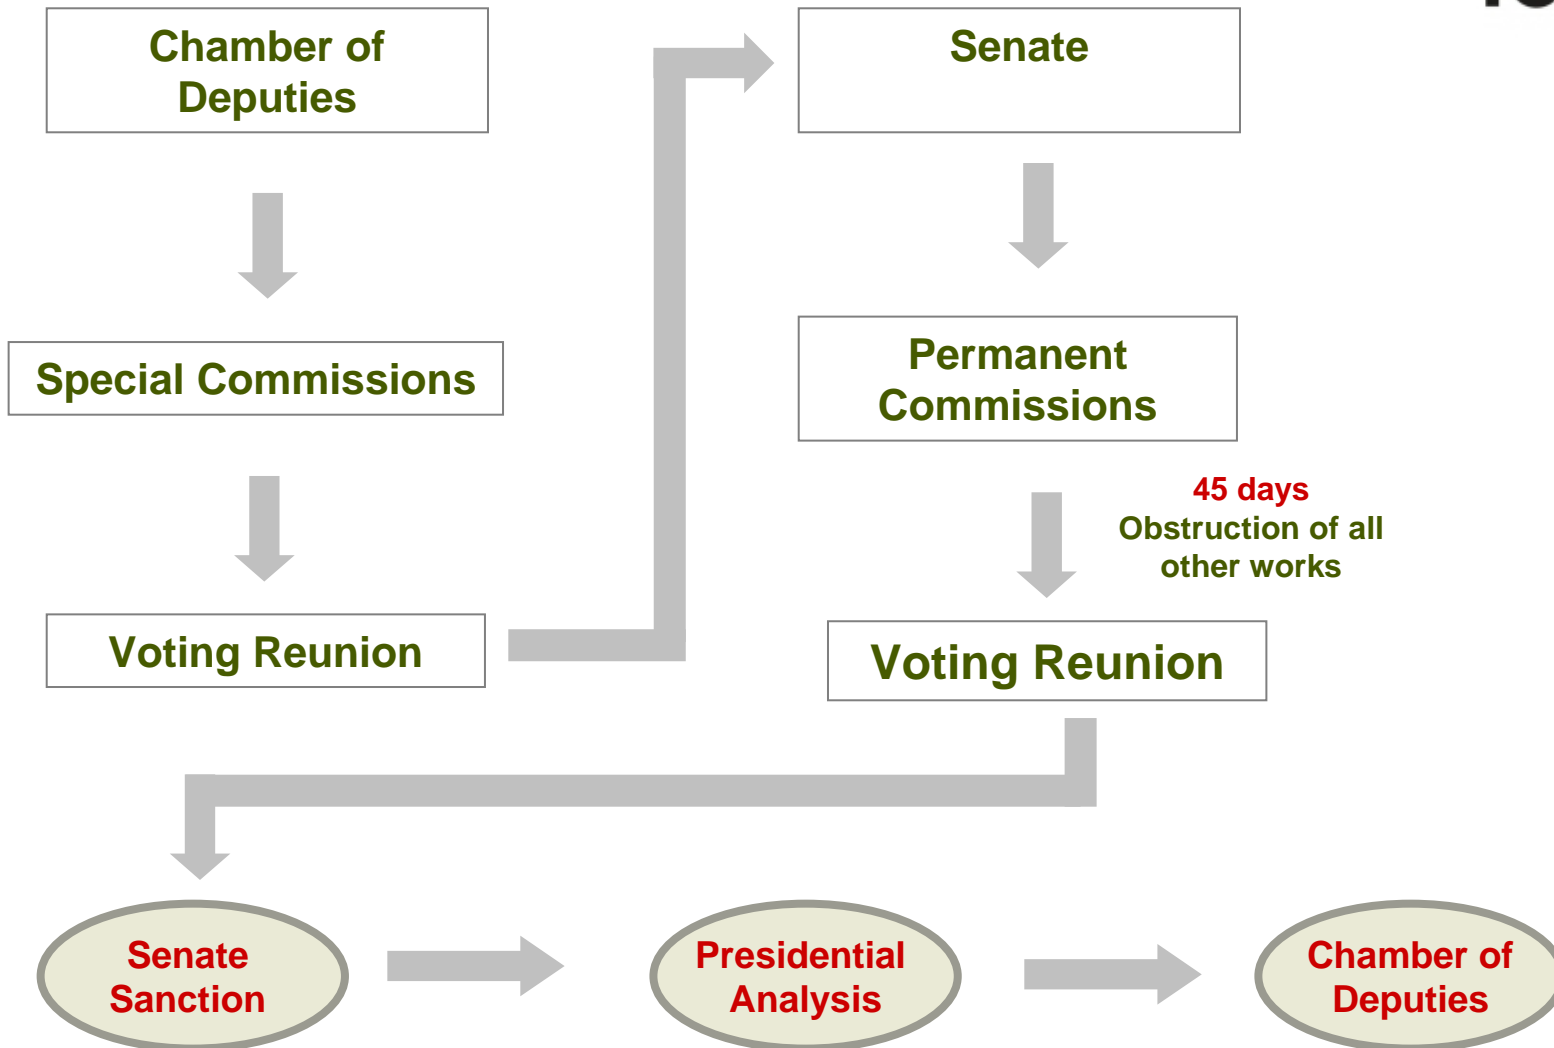 Chamber of
Deputies
Special Commissions
Voting Reunion
Senate
Permanent
Commissions
45 days
Obstruction of all
other works
Voting Reunion
Senate
Sanction
Presidential
Analysis
Chamber of
Deputies